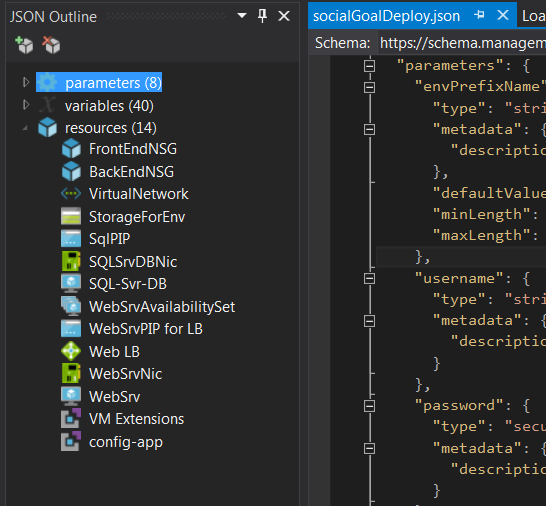 JSON Outline
parameters (8)
variables (40)
resources (14)
FrontEndNSG
BackEndNSG
VirtualNetwork
StorageForEnv
SqlPIP
SQLSrvDBNic
SQL-Svr-DB
WebSrvAvailabilitySet
WebSrvPIP for LB
Web LB
WebSrvNic
WebSrv
VM Extensions
config-app
socialGoalDeploy.json Loa
Schema: https://schema.managem
"parameters": {
"envPrefixName"
"type": "stri
"metadata": {
"descriptio
},
"defaultValue
"minLength":
"maxLength":
},
"username": {
"type": "stri
"metadata": {
"descriptio
}
},
"password": {
"type": "secu
"metadata": {
"descriptio
}